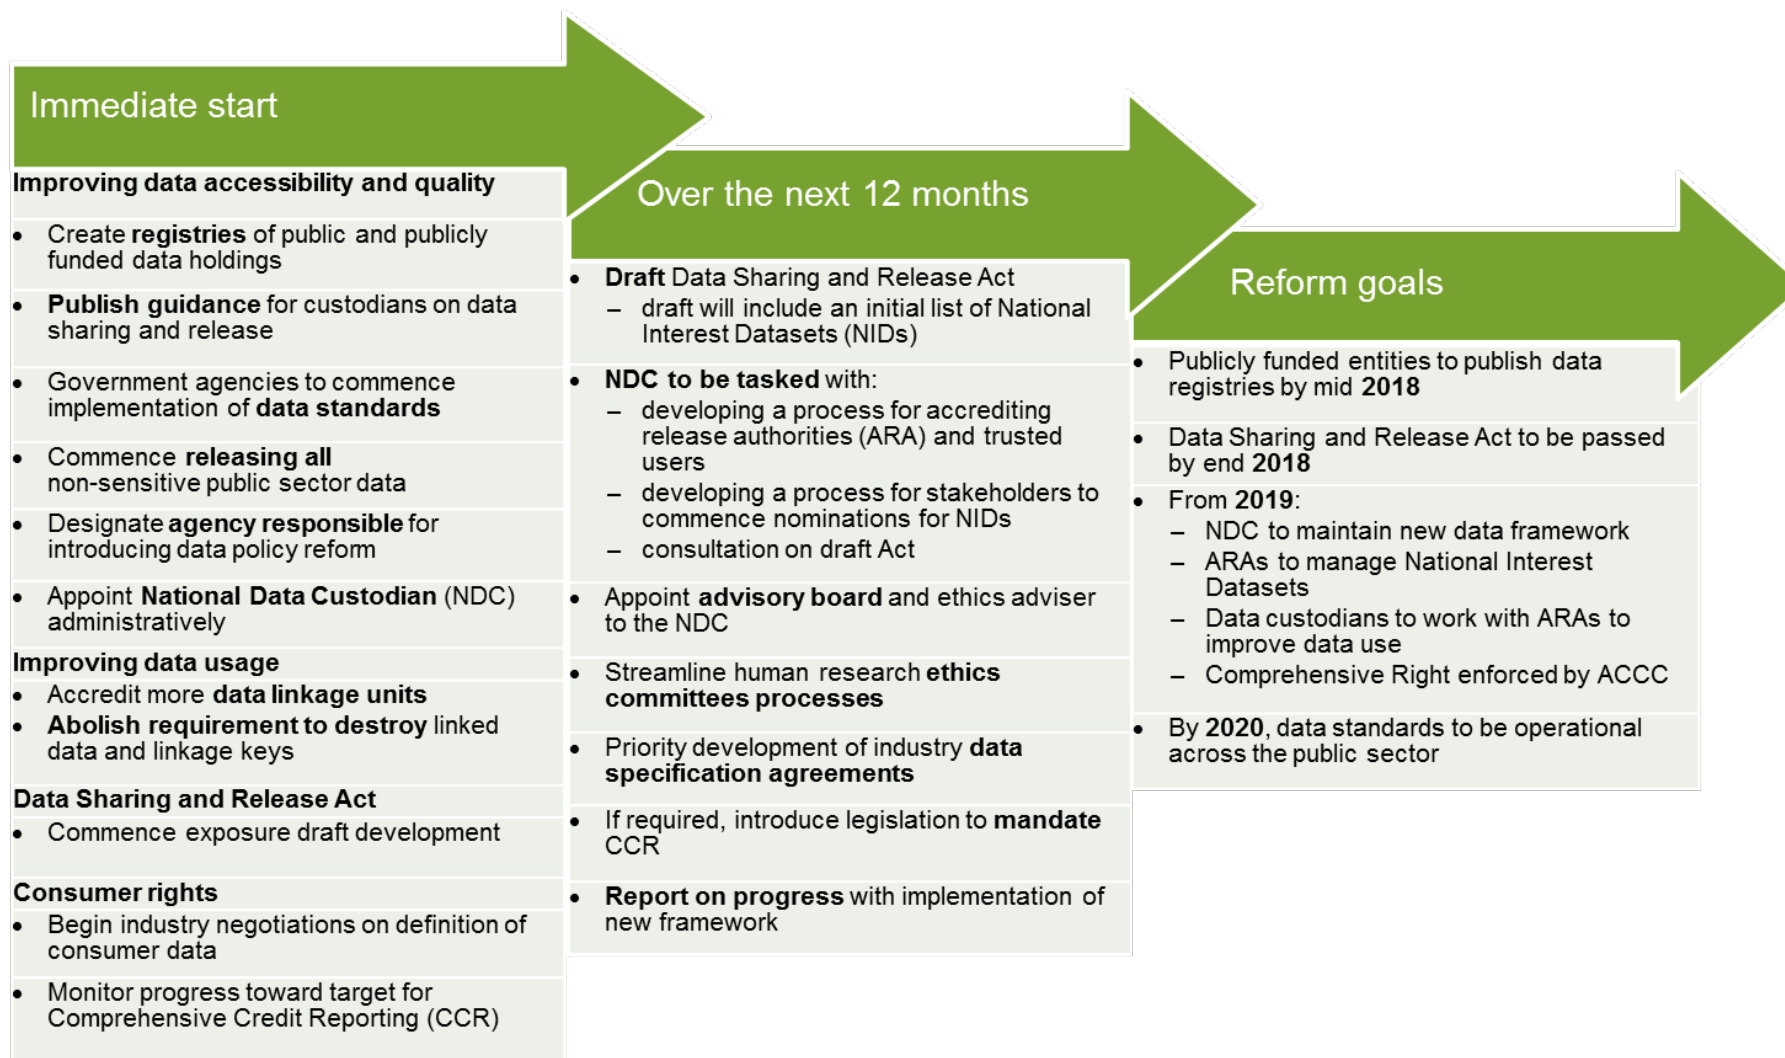 Immediate start
Improving data accessibility and quality
• Create registries of public and publicly
funded data holdings
• Publish guidance for custodians on data
sharing and release
• Government agencies to commence
implementation of data standards
• Commence releasing all
non-sensitive public sector data
• Designate agency responsible for
introducing data policy reform
• Appoint National Data Custodian (NDC)
administratively
Improving data usage
• Accredit more data linkage units
• Abolish requirement to destroy linked
data and linkage keys
Data Sharing and Release Act
• Commence exposure draft development
Consumer rights
• Begin industry negotiations on definition of
consumer data
• Monitor progress toward target for
Comprehensive Credit Reporting (CCR)
Over the next 12 months
• Draft Data Sharing and Release Act
– draft will include an initial list of National
Interest Datasets (NIDs)
• NDC to be tasked with:
– developing a process for accrediting
release authorities (ARA) and trusted
users
– developing a process for stakeholders to
commence nominations for NIDs
– consultation on draft Act
• Appoint advisory board and ethics adviser
to the NDC
• Streamline human research ethics
committees processes
• Priority development of industry data
specification agreements
• If required, introduce legislation to mandate
CCR
• Report on progress with implementation of
new framework
Reform goals
• Publicly funded entities to publish data
registries by mid 2018
• Data Sharing and Release Act to be passed
by end 2018
• From 2019:
– NDC to maintain new data framework
– ARAs to manage National Interest
Datasets
– Data custodians to work with ARAs to
improve data use
– Comprehensive Right enforced by ACCC
• By 2020, data standards to be operational
across the public sector